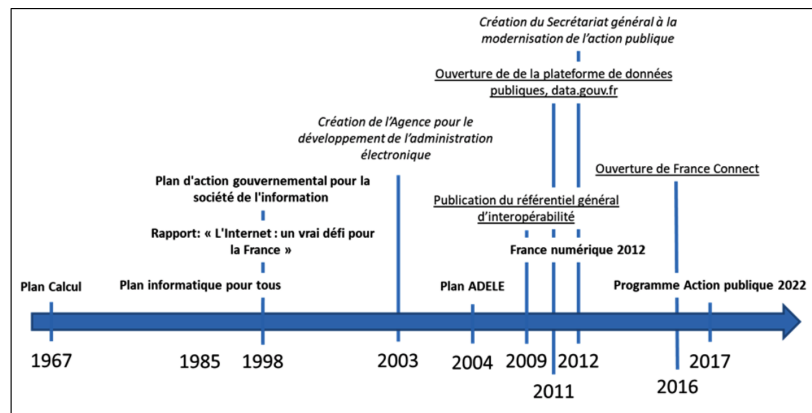 Création du Secrétariat général à la
modernisation de l'action publique
Ouverture de de la plateforme de données
publiques, data.gouv.fr
Création de l'Agence pour le
développement de l'administration
électronique
Ouverture de France Connect
Plan d'action gouvernemental pour la
société de l'information
Publication du référentiel général
d'interopérabilité
Rapport: « L'Internet : un vrai défi pour
la France »
France numérique 2012
Plan Calcul
Plan informatique pour tous
Plan ADELE
Programme Action publique 2022
1967
1985
1998
2003
2004
2009
2012
2017
2011
2016